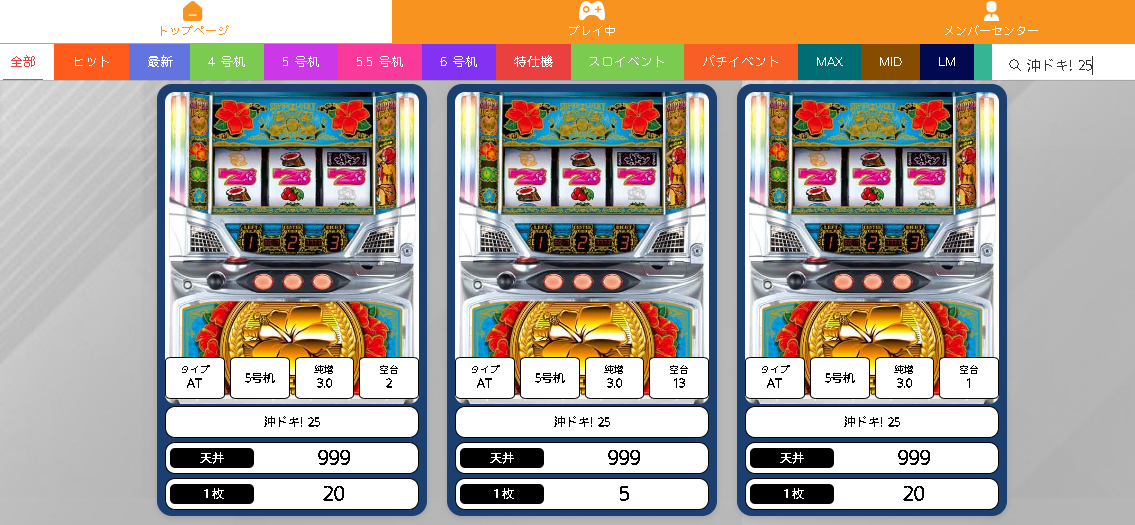 トップページ
プレイ中
メンバーセンター
全部
ヒット
最新
4 号机
5 号机
5.5 号机
6 号机
特仕機
スロイベント
パチイベント
MAX
MID
LM
沖ドキ! 25
タイプ
AT
5号机
純増
3.0
空台
2
沖ドキ! 25
天井
999
1枚
20
タイプ
AT
5号机
純増
3.0
空台
13
沖ドキ! 25
天井
999
1枚
5
タイプ
AT
5号机
純増
3.0
空台
1
沖ドキ! 25
天井
999
1枚
20